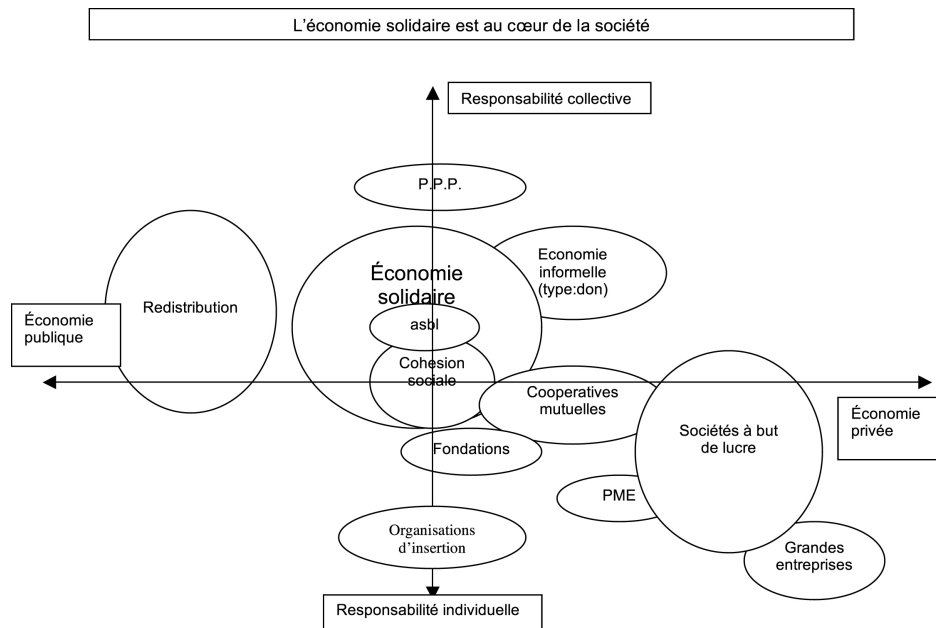 L'économie solidaire est au cœur de la société
Responsabilité collective
P.P.P.
Economie
informelle
(type:don)
Économie
solidaire
Redistribution
Économie
publique
asbl
Cohesion
sociale
Cooperatives
mutuelles
Économie
privée
Sociétés à but
de lucre
Fondations
PME
Organisations
d'insertion
Grandes
entreprises
Responsabilité individuelle